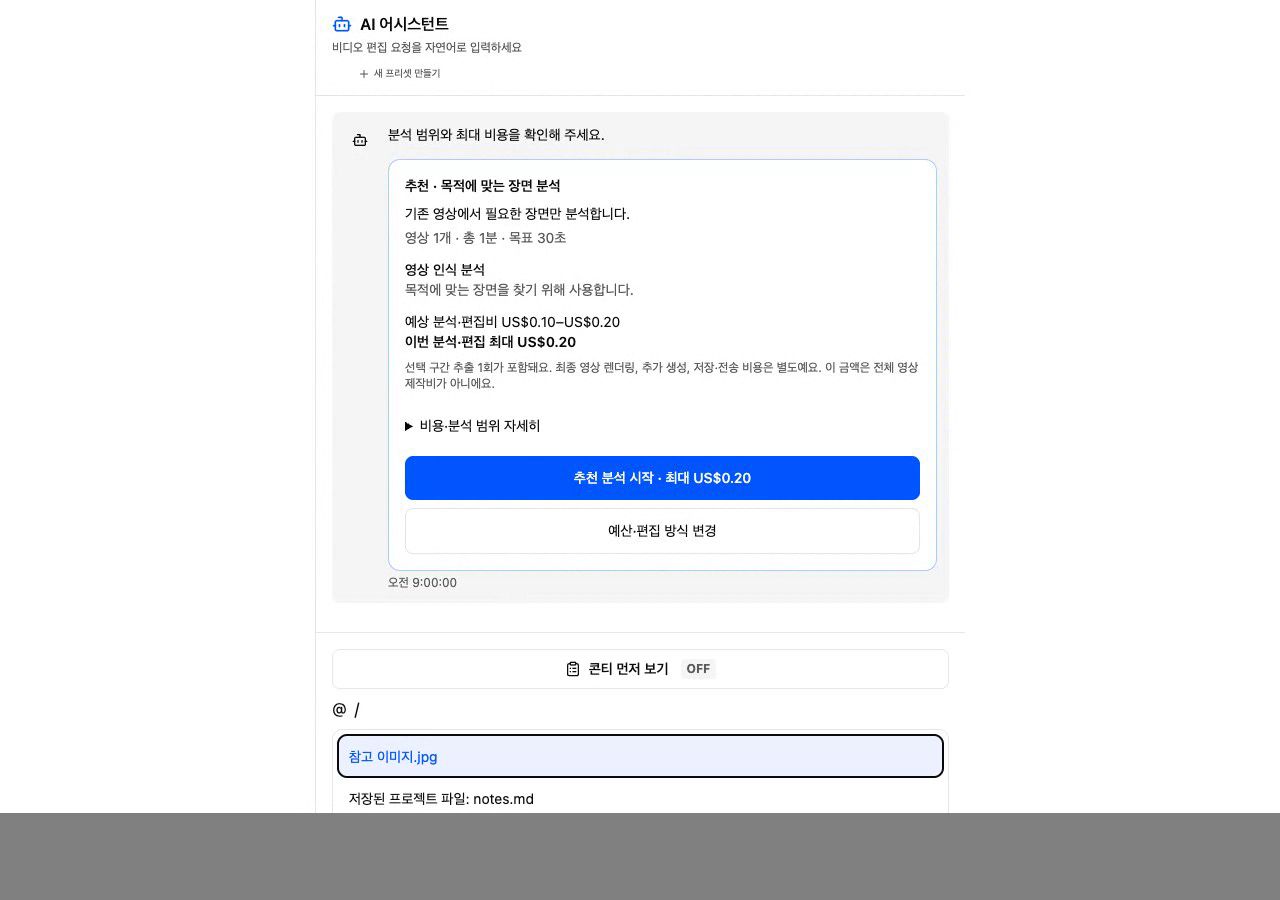 AI 어시스턴트
비디오 편집 요청을 자연어로 입력하세요
+ 새 프리셋 만들기
분석 범위와 최대 비용을 확인해 주세요.
추천 · 목적에 맞는 장면 분석
기존 영상에서 필요한 장면만 분석합니다.
영상 1개 · 총 1분 · 목표 30초
영상 인식 분석
목적에 맞는 장면을 찾기 위해 사용합니다.
예상 분석·편집비 US$0.10–US$0.20
이번 분석·편집 최대 US$0.20
선택 구간 추출 1회가 포함돼요. 최종 영상 렌더링, 추가 생성, 저장·전송 비용은 별도예요. 이 금액은 전체 영상
제작비가 아니에요.
▶ 비용·분석 범위 자세히
추천 분석 시작 · 최대 US$0.20
예산·편집 방식 변경
오전 9:00:00
콘티 먼저 보기 OFF
@ /
참고 이미지.jpg
저장된 프로젝트 파일: notes.md